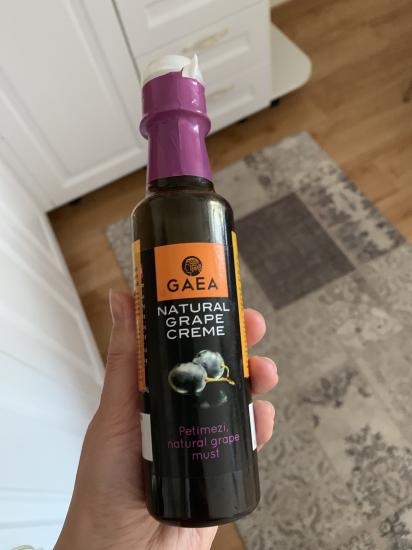 GAEA
NATURAL
GRAPE
CREME
Petimezi,
natural grape
must